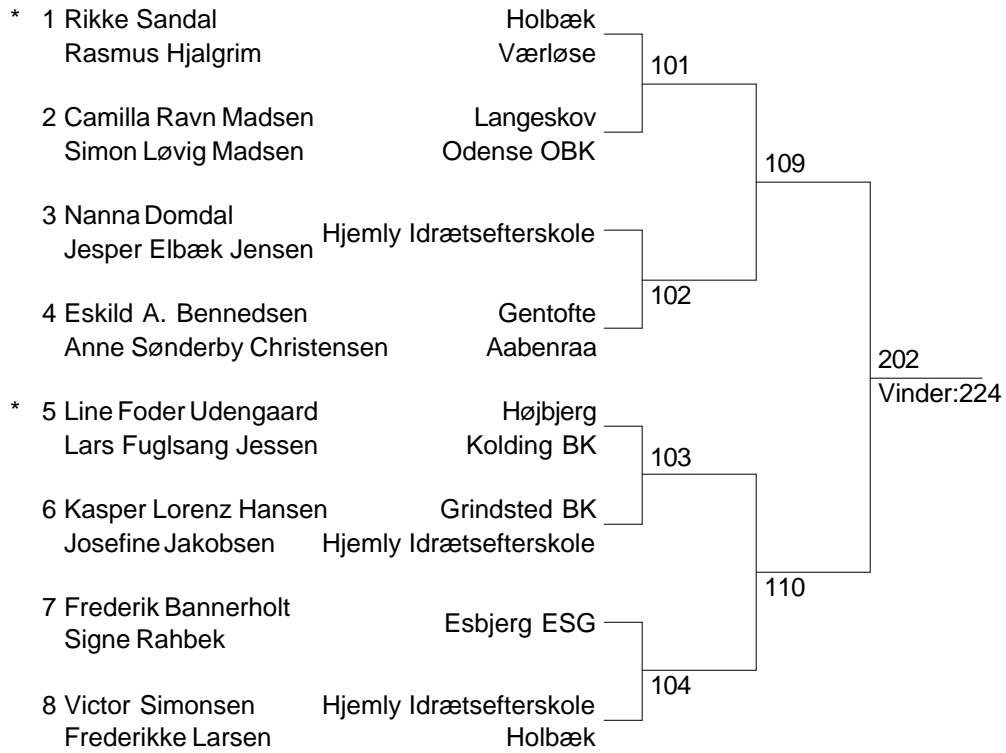 * 1 Rikke Sandal Holbæk
Rasmus Hjalgrim Værløse
101
2 Camilla Ravn Madsen Langeskov
Simon Løvig Madsen Odense OBK
109
3 Nanna Domdal
Jesper Elbæk Jensen Hjemly Idrætsefterskole
102
4 Eskild A. Bennedsen Gentofte
Anne Sønderby Christensen Aabenraa
202
Vinder:224
* 5 Line Foder Udengaard Højbjerg
Lars Fuglsang Jessen Kolding BK
103
6 Kasper Lorenz Hansen Grindsted BK
Josefine Jakobsen Hjemly Idrætsefterskole
110
7 Frederik Bannerholt
Signe Rahbek Esbjerg ESG
104
8 Victor Simonsen Hjemly Idrætsefterskole
Frederikke Larsen Holbæk